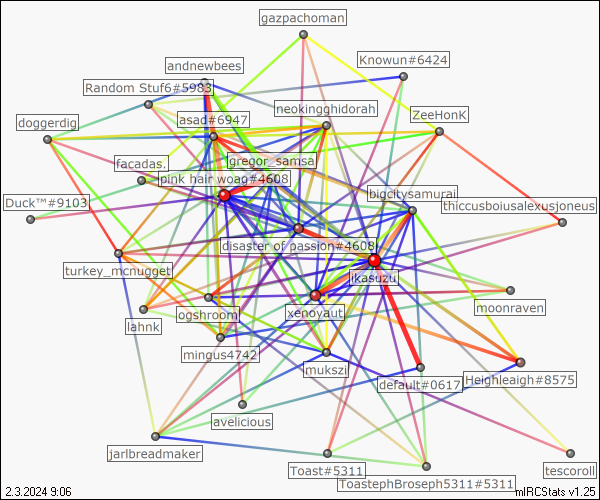 gazpachoman
Knowun#6424
andnewbees
Random Stuf6#5983
neokingghidorah
ZeeHonK
doggerdig
asad#6947
gregor_samsa
facadas.
pink hair woag#4608
bigcitysamurai
Duck™#9103
thiccusboiusalexusjoneus
disaster of passion#4608
turkey_mcnugget
ikasuzu
moonraven
ogshroom
xenoyaut
lahnk
mingus4742
mukszi
default#0617
Heighleigh#8575
avelicious
jarlbreadmaker
Toast#5311
ToastephBroseph5311#5311
tescoroll
2.3.2024 9:06
mIRCStats v1.25